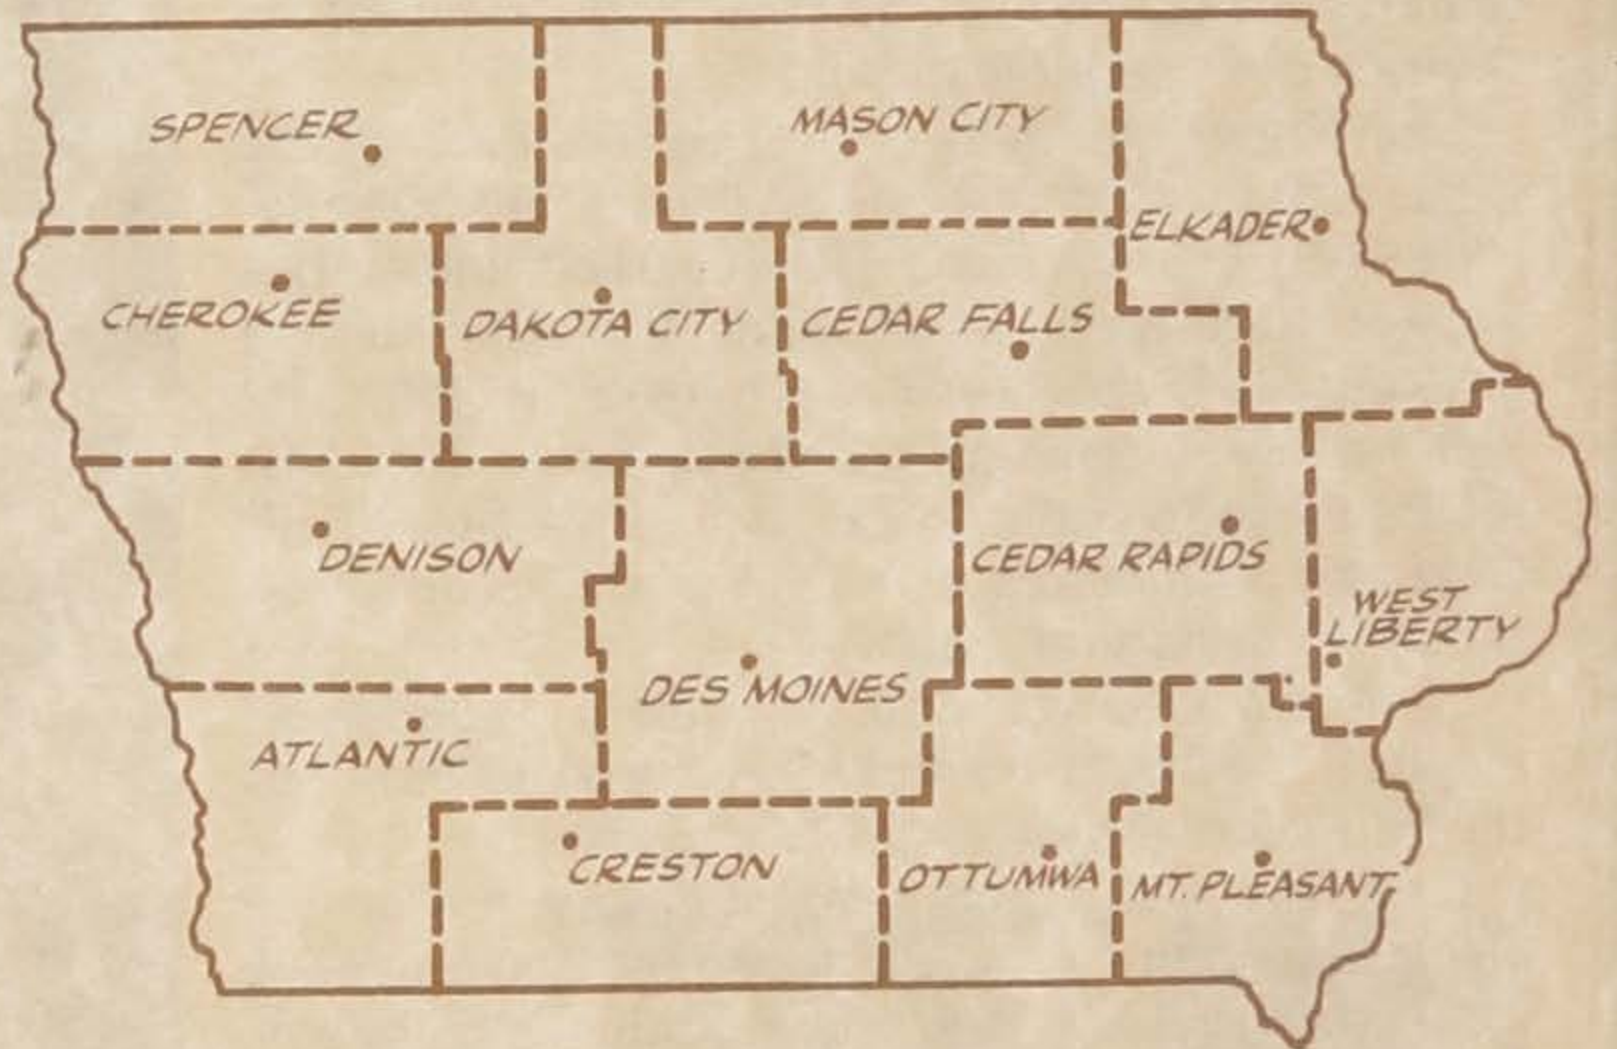 SPENCER
MASON CITY
ELKADER
CHEROKEE
DAKOTA CITY
CEDAR FALLS
DENISON
CEDAR RAPIDS
WEST
LIBERTY
DES MOINES
ATLANTIC
CRESTON
OTTUMWA
MT. PLEASANT